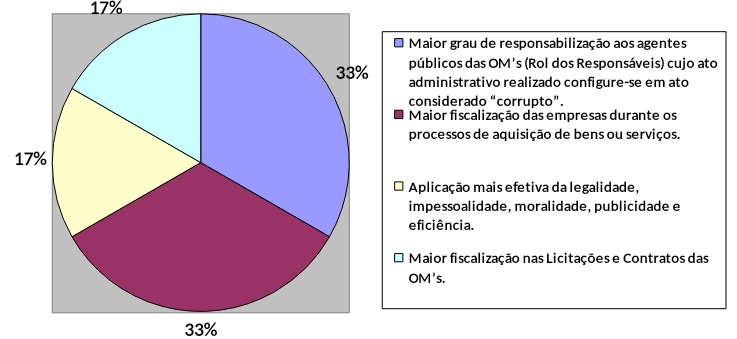 17%
33%
17%
33%
Maior grau de responsabilização aos agentes
públicos das OM's (Rol dos Responsáveis) cujo ato
administrativo realizado configure-se em ato
considerado "corrupto".
Maior fiscalização das empresas durante os
processos de aquisição de bens ou serviços.
Aplicação mais efetiva da legalidade,
impessoalidade, moralidade, publicidade e
eficiência.
Maior fiscalização nas Licitações e Contratos das
OM's.